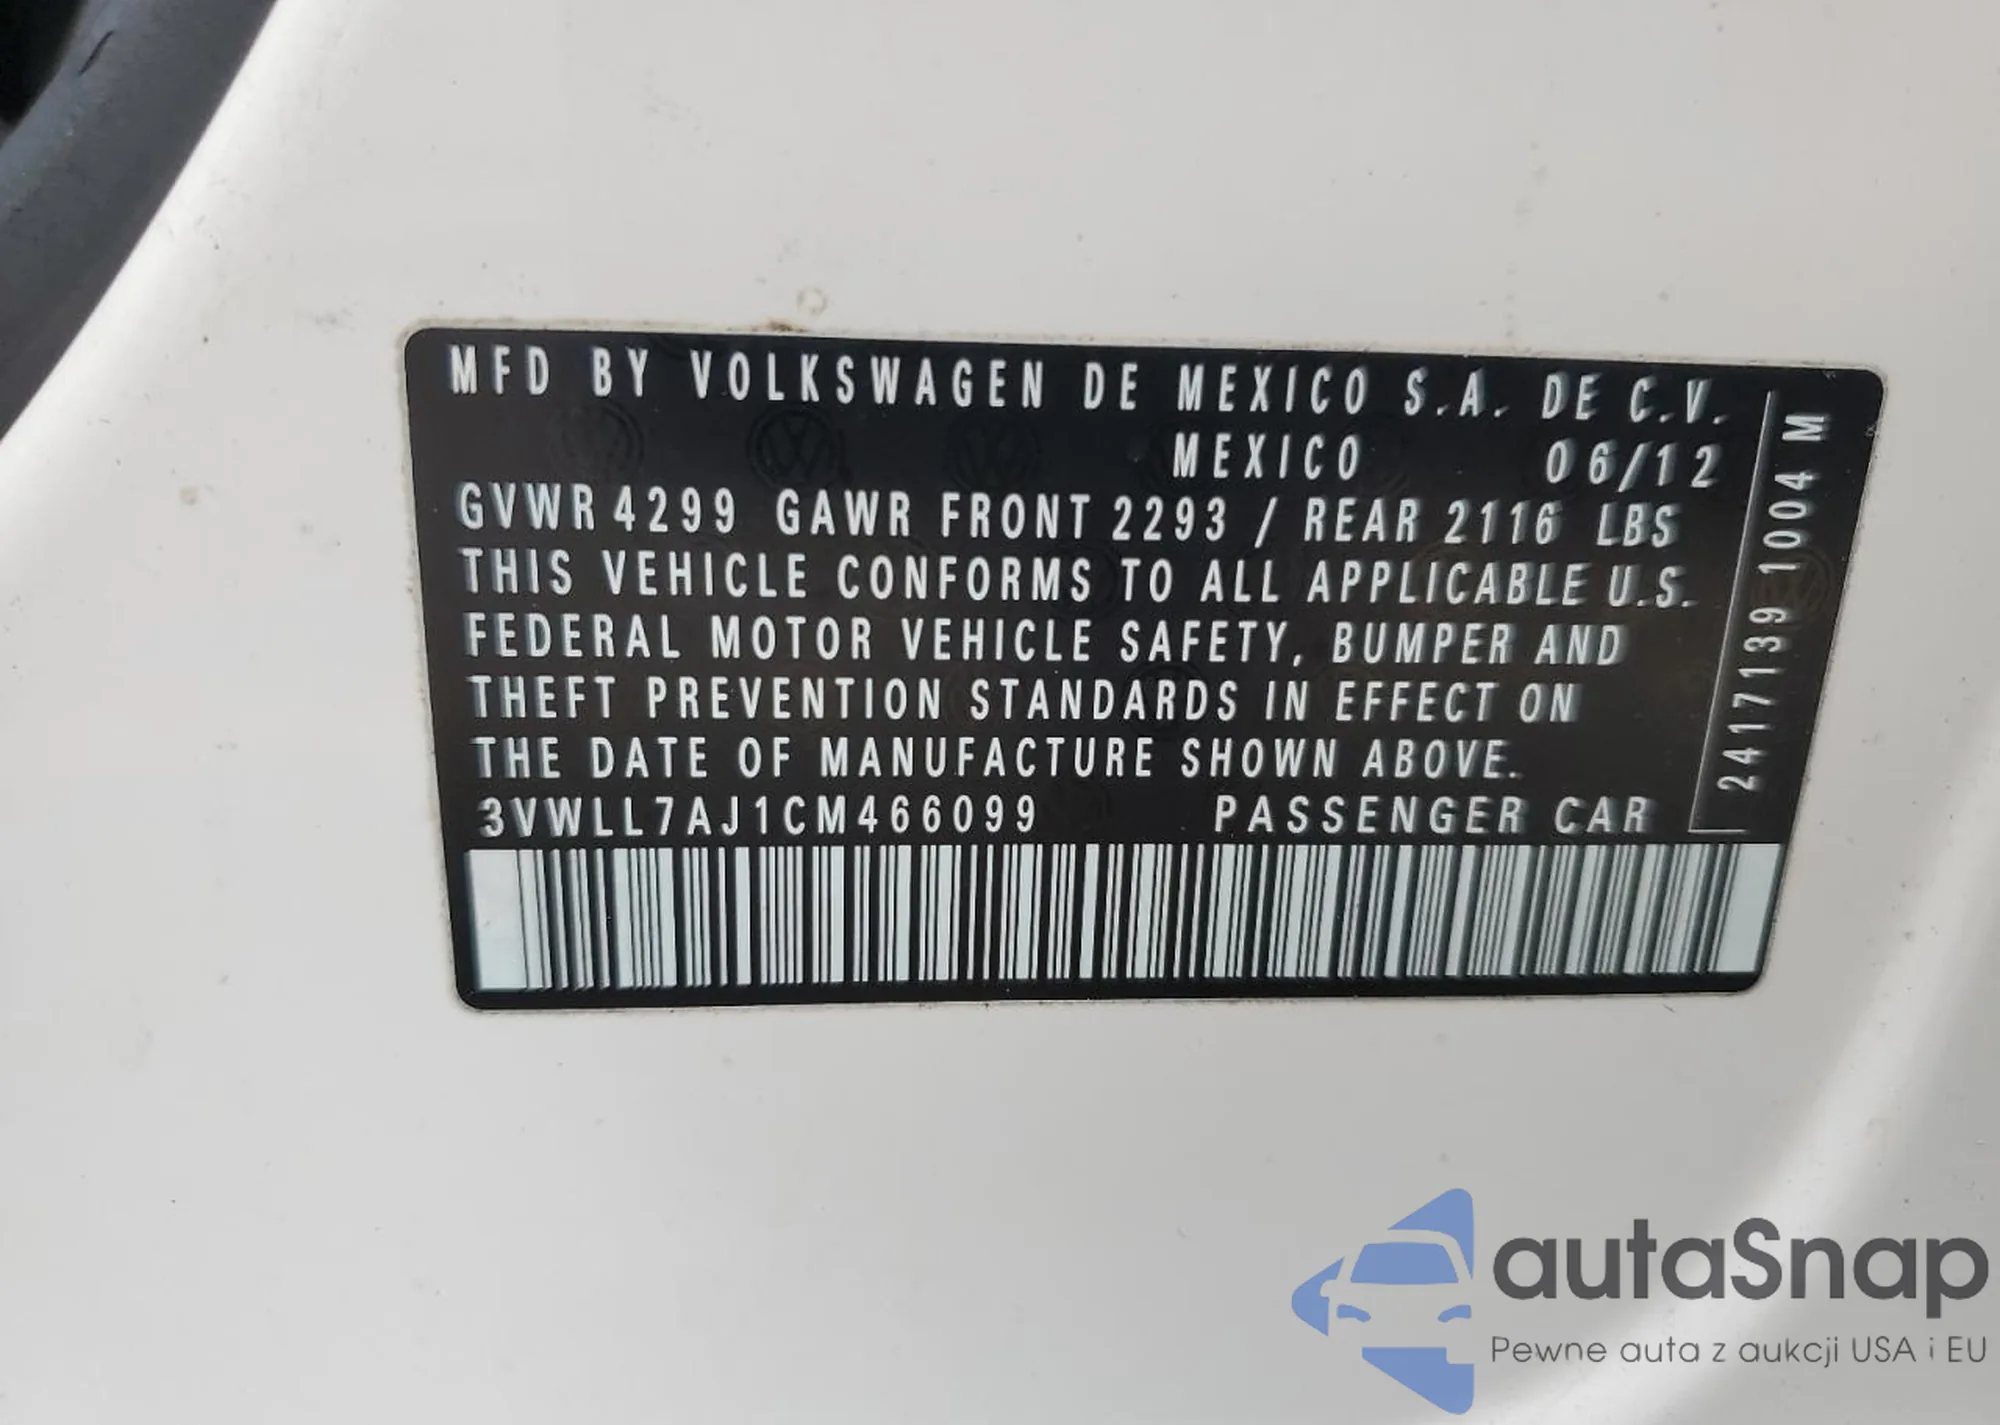 MFD BY VOLKSWAGEN DE MEXICO S.A. DE C.V.
MEXICO 06/12
GVWR 4299 GAWR FRONT 2293 / REAR 2116 LBS
THIS VEHICLE CONFORMS TO ALL APPLICABLE U.S.
FEDERAL MOTOR VEHICLE SAFETY, BUMPER AND
THEFT PREVENTION STANDARDS IN EFFECT ON
THE DATE OF MANUFACTURE SHOWN ABOVE.
3VWLL7AJ1CM466099 PASSENGER CAR
24177139 1004 M
autaSnap
Pewne auta z aukcji USA i EU